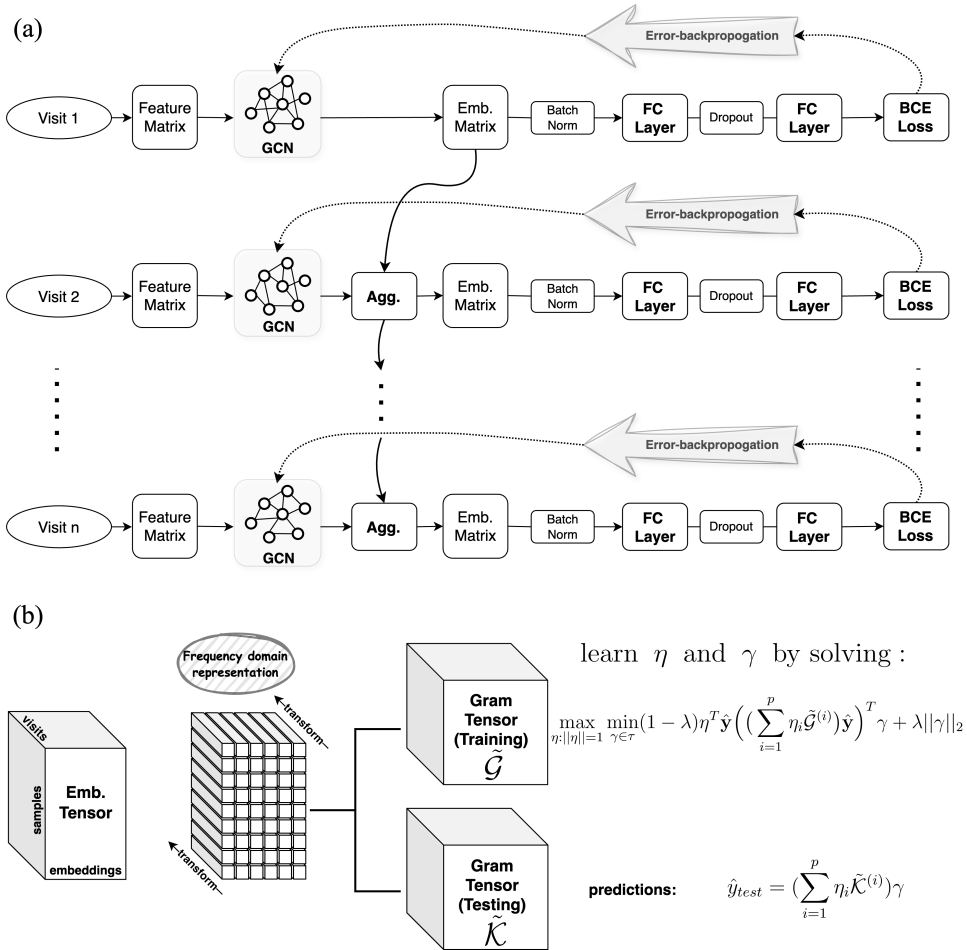 (a)
Error-backpropogation
Visit 1
Feature
Matrix
GCN
Emb.
Matrix
Batch
Norm
FC
Layer
Dropout
FC
Layer
BCE
Loss
Error-backpropogation
Visit 2
Feature
Matrix
GCN
Agg.
Emb.
Matrix
Batch
Norm
FC
Layer
Dropout
FC
Layer
BCE
Loss
Error-backpropogation
Visit n
Feature
Matrix
GCN
Agg.
Emb.
Matrix
Batch
Norm
FC
Layer
Dropout
FC
Layer
BCE
Loss
(b)
visits
samples
Emb.
Tensor
embeddings
Frequency domain
representation
transform
transform
Gram
Tensor
(Training)
𝒢̃
Gram
Tensor
(Testing)
𝒦̃
learn η and γ by solving :
max_{η:||η||=1} min_{γ∈τ} (1 − λ)η^T ŷ((∑_{i=1}^{p} η_i 𝒢̃^{(i)})ŷ)^T γ + λ||γ||_2
predictions:
ŷ_{test} = (∑_{i=1}^{p} η_i 𝒦̃^{(i)})γ